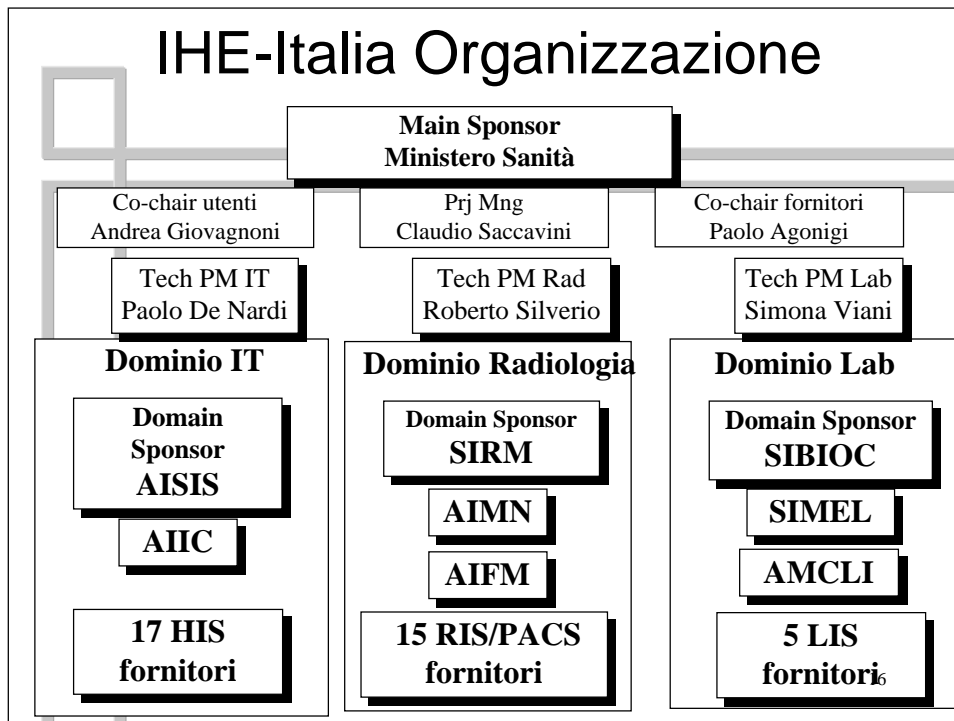 IHE-Italia Organizzazione
Main Sponsor
Ministero Sanità
Co-chair utenti
Andrea Giovagnoni
Prj Mng
Claudio Saccavini
Co-chair fornitori
Paolo Agonigi
Tech PM IT
Paolo De Nardi
Tech PM Rad
Roberto Silverio
Tech PM Lab
Simona Viani
Dominio IT
Domain
Sponsor
AISIS
AIIC
17 HIS
fornitori
Dominio Radiologia
Domain Sponsor
SIRM
AIMN
AIFM
15 RIS/PACS
fornitori
Dominio Lab
Domain Sponsor
SIBIOC
SIMEL
AMCLI
5 LIS
fornitori